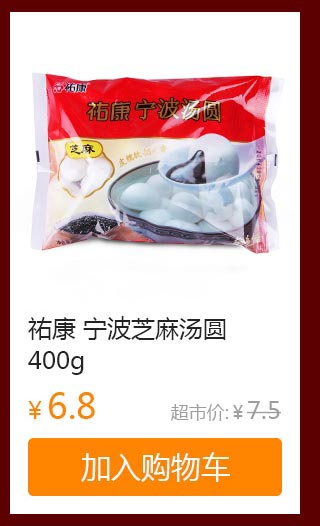 祐康
祐康宁波汤圆
芝麻
祐康 宁波芝麻汤圆
400g
¥ 6.8
超市价: ¥ 7.5
加入购物车